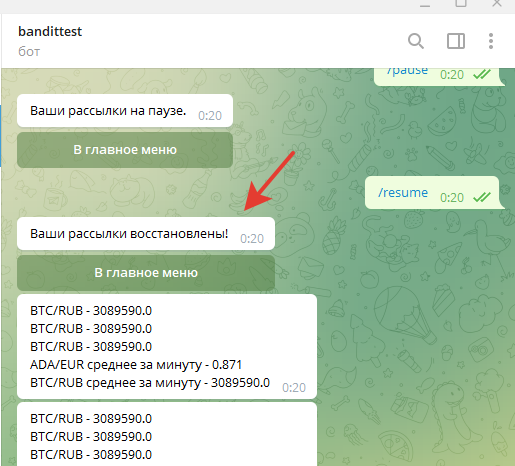 bandittest
бот
/pause 0:20
Ваши рассылки на паузе. 0:20
В главное меню
/resume 0:20
Ваши рассылки восстановлены! 0:20
В главное меню
BTC/RUB - 3089590.0
BTC/RUB - 3089590.0
BTC/RUB - 3089590.0
ADA/EUR среднее за минуту - 0.871
BTC/RUB среднее за минуту - 3089590.0 0:20
BTC/RUB - 3089590.0
BTC/RUB - 3089590.0
BTC/RUB - 3089590.0